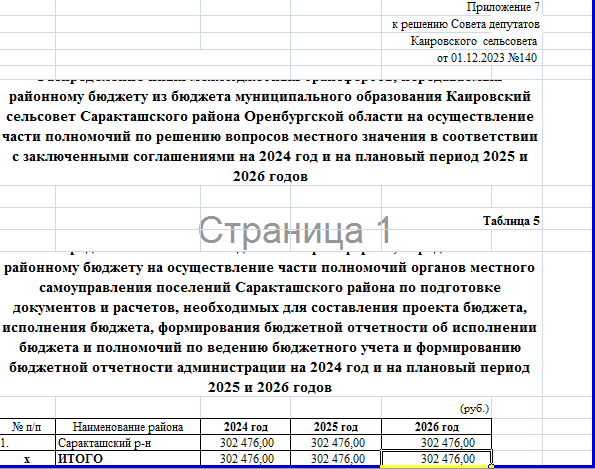 Приложение 7
к решению Совета депутатов
Каировского сельсовета
от 01.12.2023 №140
районному бюджету из бюджета муниципального образования Каировский
сельсовет Саракташского района Оренбургской области на осуществление
части полномочий по решению вопросов местного значения в соответствии
с заключенными соглашениями на 2024 год и на плановый период 2025 и
2026 годов
Страница 1
Таблица 5
районному бюджету на осуществление части полномочий органов местного
самоуправления поселений Саракташского района по подготовке
документов и расчетов, необходимых для составления проекта бюджета,
исполнения бюджета, формирования бюджетной отчетности об исполнении
бюджета и полномочий по ведению бюджетного учета и формированию
бюджетной отчетности администрации на 2024 год и на плановый период
2025 и 2026 годов
(руб.)
№ п/п Наименование района 2024 год 2025 год 2026 год
1. Саракташский р-н 302 476,00 302 476,00 302 476,00
х ИТОГО 302 476,00 302 476,00 302 476,00